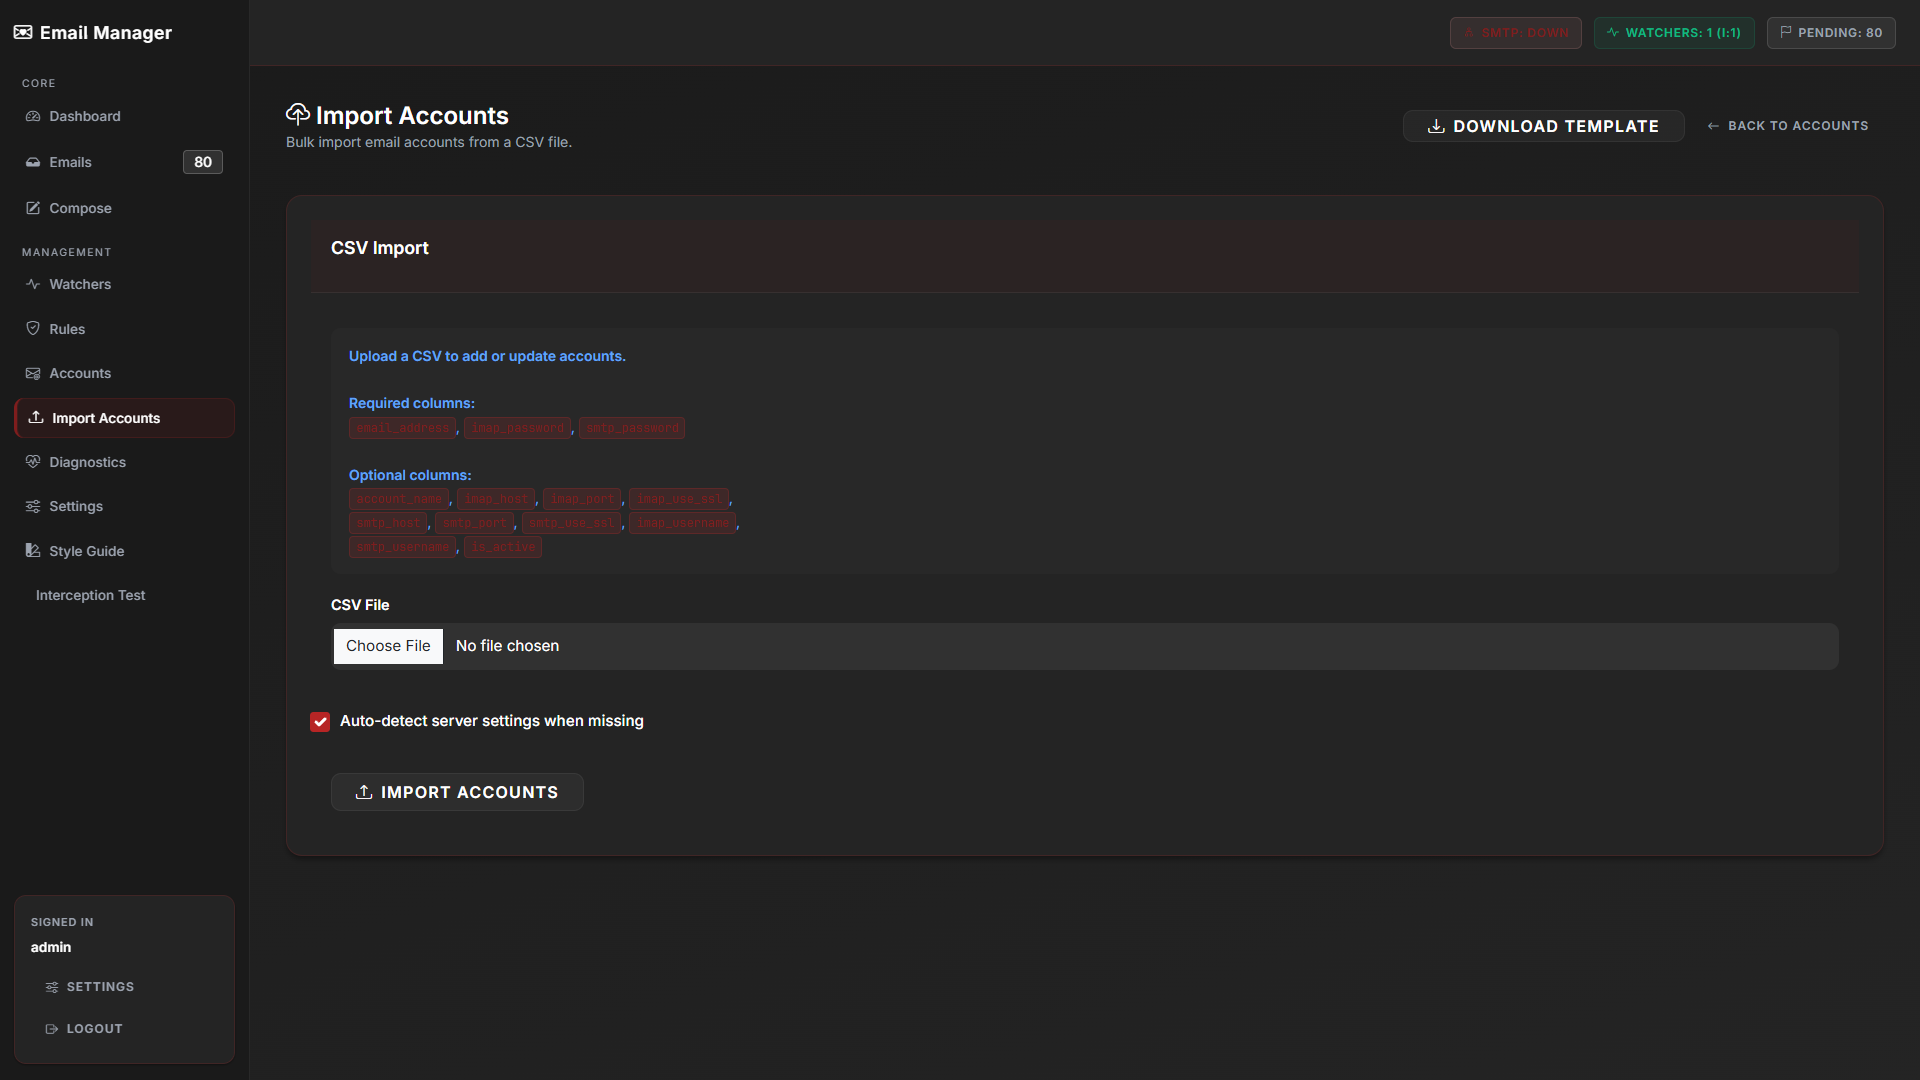 Email Manager
SMTP: DOWN
WATCHERS: 1 (I:1)
PENDING: 80
CORE
Dashboard
Emails 80
Compose
MANAGEMENT
Watchers
Rules
Accounts
Import Accounts
Diagnostics
Settings
Style Guide
Interception Test
SIGNED IN
admin
SETTINGS
LOGOUT
Import Accounts
Bulk import email accounts from a CSV file.
DOWNLOAD TEMPLATE
← BACK TO ACCOUNTS
CSV Import
Upload a CSV to add or update accounts.
Required columns:
email_address, imap_password, smtp_password
Optional columns:
account_name, imap_host, imap_port, imap_use_ssl,
smtp_host, smtp_port, smtp_use_ssl, imap_username,
smtp_username, is_active
CSV File
Choose File No file chosen
Auto-detect server settings when missing
IMPORT ACCOUNTS